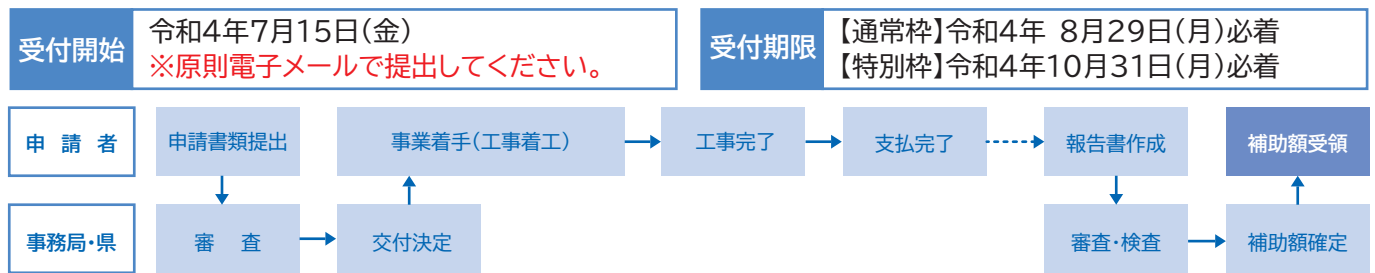 受付開始
令和4年7月15日(金)
※原則電子メールで提出してください。
受付期限
【通常枠】令和4年 8月29日(月)必着
【特別枠】令和4年10月31日(月)必着
申 請 者
申請書類提出
事業着手(工事着工)
工事完了
支払完了
報告書作成
補助額受領
事務局・県
審 査
交付決定
審査・検査
補助額確定